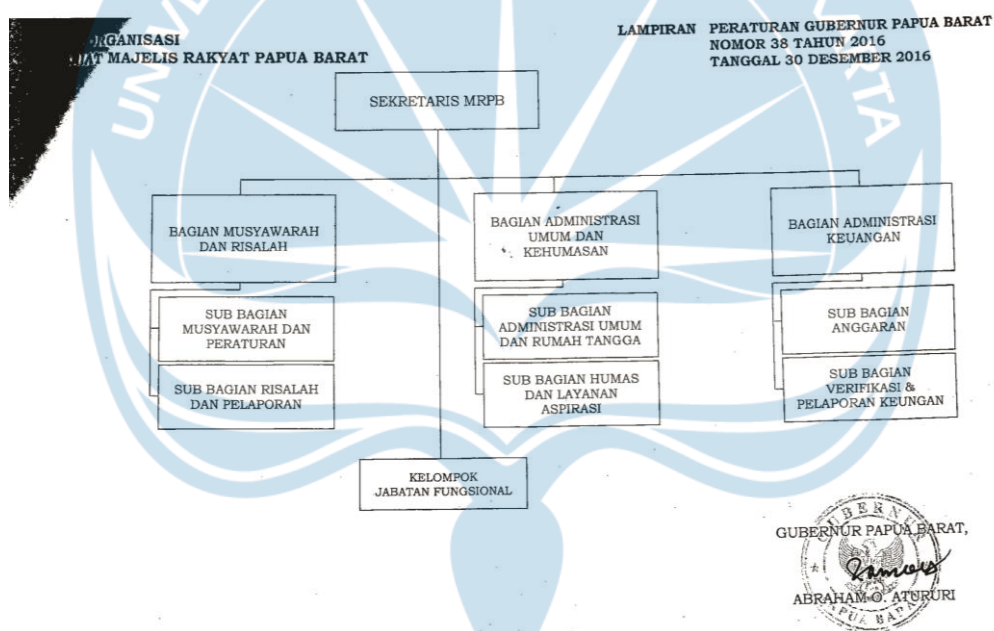 LAMPIRAN PERATURAN GUBERNUR PAPUA BARAT
NOMOR 38 TAHUN 2016
TANGGAL 30 DESEMBER 2016
MAJELIS RAKYAT PAPUA BARAT
SEKRETARIS MRPB
BAGIAN MUSYAWARAH
DAN RISALAH
SUB BAGIAN
MUSYAWARAH DAN
PERATURAN
SUB BAGIAN RISALAH
DAN PELAPORAN
BAGIAN ADMINISTRASI
UMUM DAN
KEHUMASAN
SUB BAGIAN
ADMINISTRASI UMUM
DAN RUMAH TANGGA
SUB BAGIAN HUMAS
DAN LAYANAN
ASPIRASI
BAGIAN ADMINISTRASI
KEUANGAN
SUB BAGIAN
ANGGARAN
SUB BAGIAN
VERIFIKASI &
PELAPORAN KEUNGAN
KELOMPOK
JABATAN FUNGSIONAL
GUBERNUR PAPUA BARAT,
ABRAHAM O. ATURURI
GUBERNUR